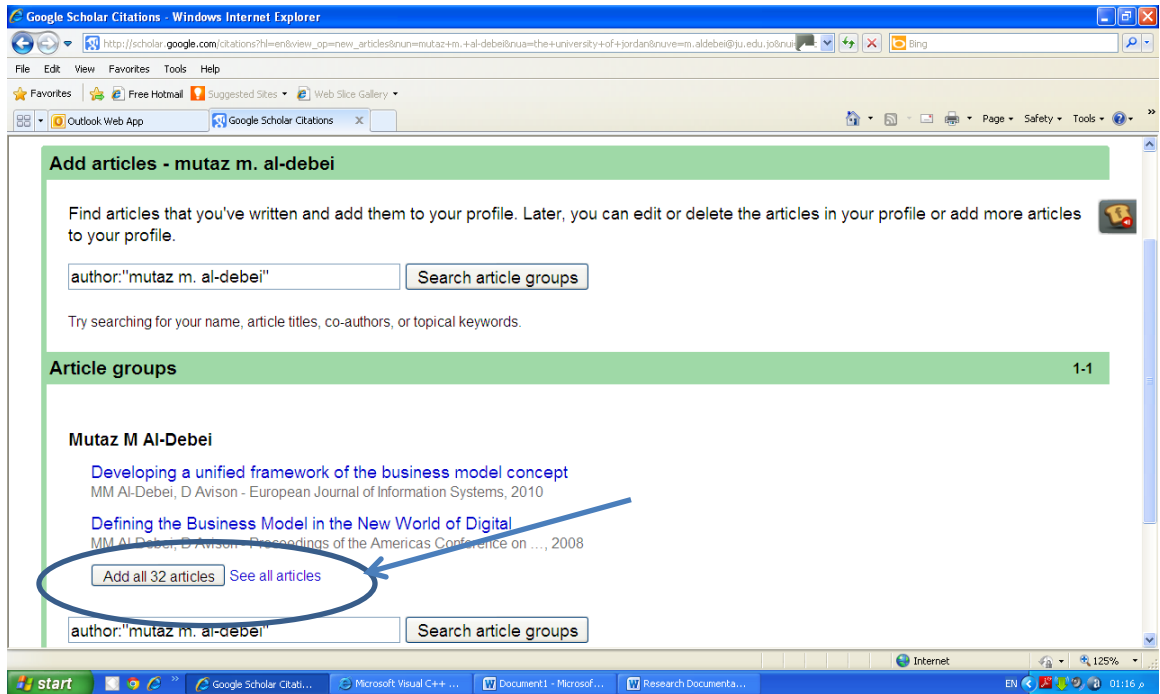 Google Scholar Citations - Windows Internet Explorer
http://scholar.google.com/citations?hl=en&view_op=new_articles&nun=mutaz+m.+al-debei&nua=the+university+of+jordan&nuve=m.aldebei@ju.edu.jo&nui
Bing
File Edit View Favorites Tools Help
Favorites Free Hotmail Suggested Sites Web Slice Gallery
Outlook Web App Google Scholar Citations X Page Safety Tools »
Add articles - mutaz m. al-debei
Find articles that you've written and add them to your profile. Later, you can edit or delete the articles in your profile or add more articles
to your profile.
author:"mutaz m. al-debei" Search article groups
Try searching for your name, article titles, co-authors, or topical keywords.
Article groups 1-1
Mutaz M Al-Debei
Developing a unified framework of the business model concept
MM Al-Debei, D Avison - European Journal of Information Systems, 2010
Defining the Business Model in the New World of Digital
MM Al-Debei, D Avison - Proceedings of the Americas Conference on …, 2008
Add all 32 articles See all articles
author:"mutaz m. al-debei" Search article groups
Internet 125%
start » Google Scholar Citati... Microsoft Visual C++ ... Document1 - Microsof... Research Documenta... EN 01:16 م